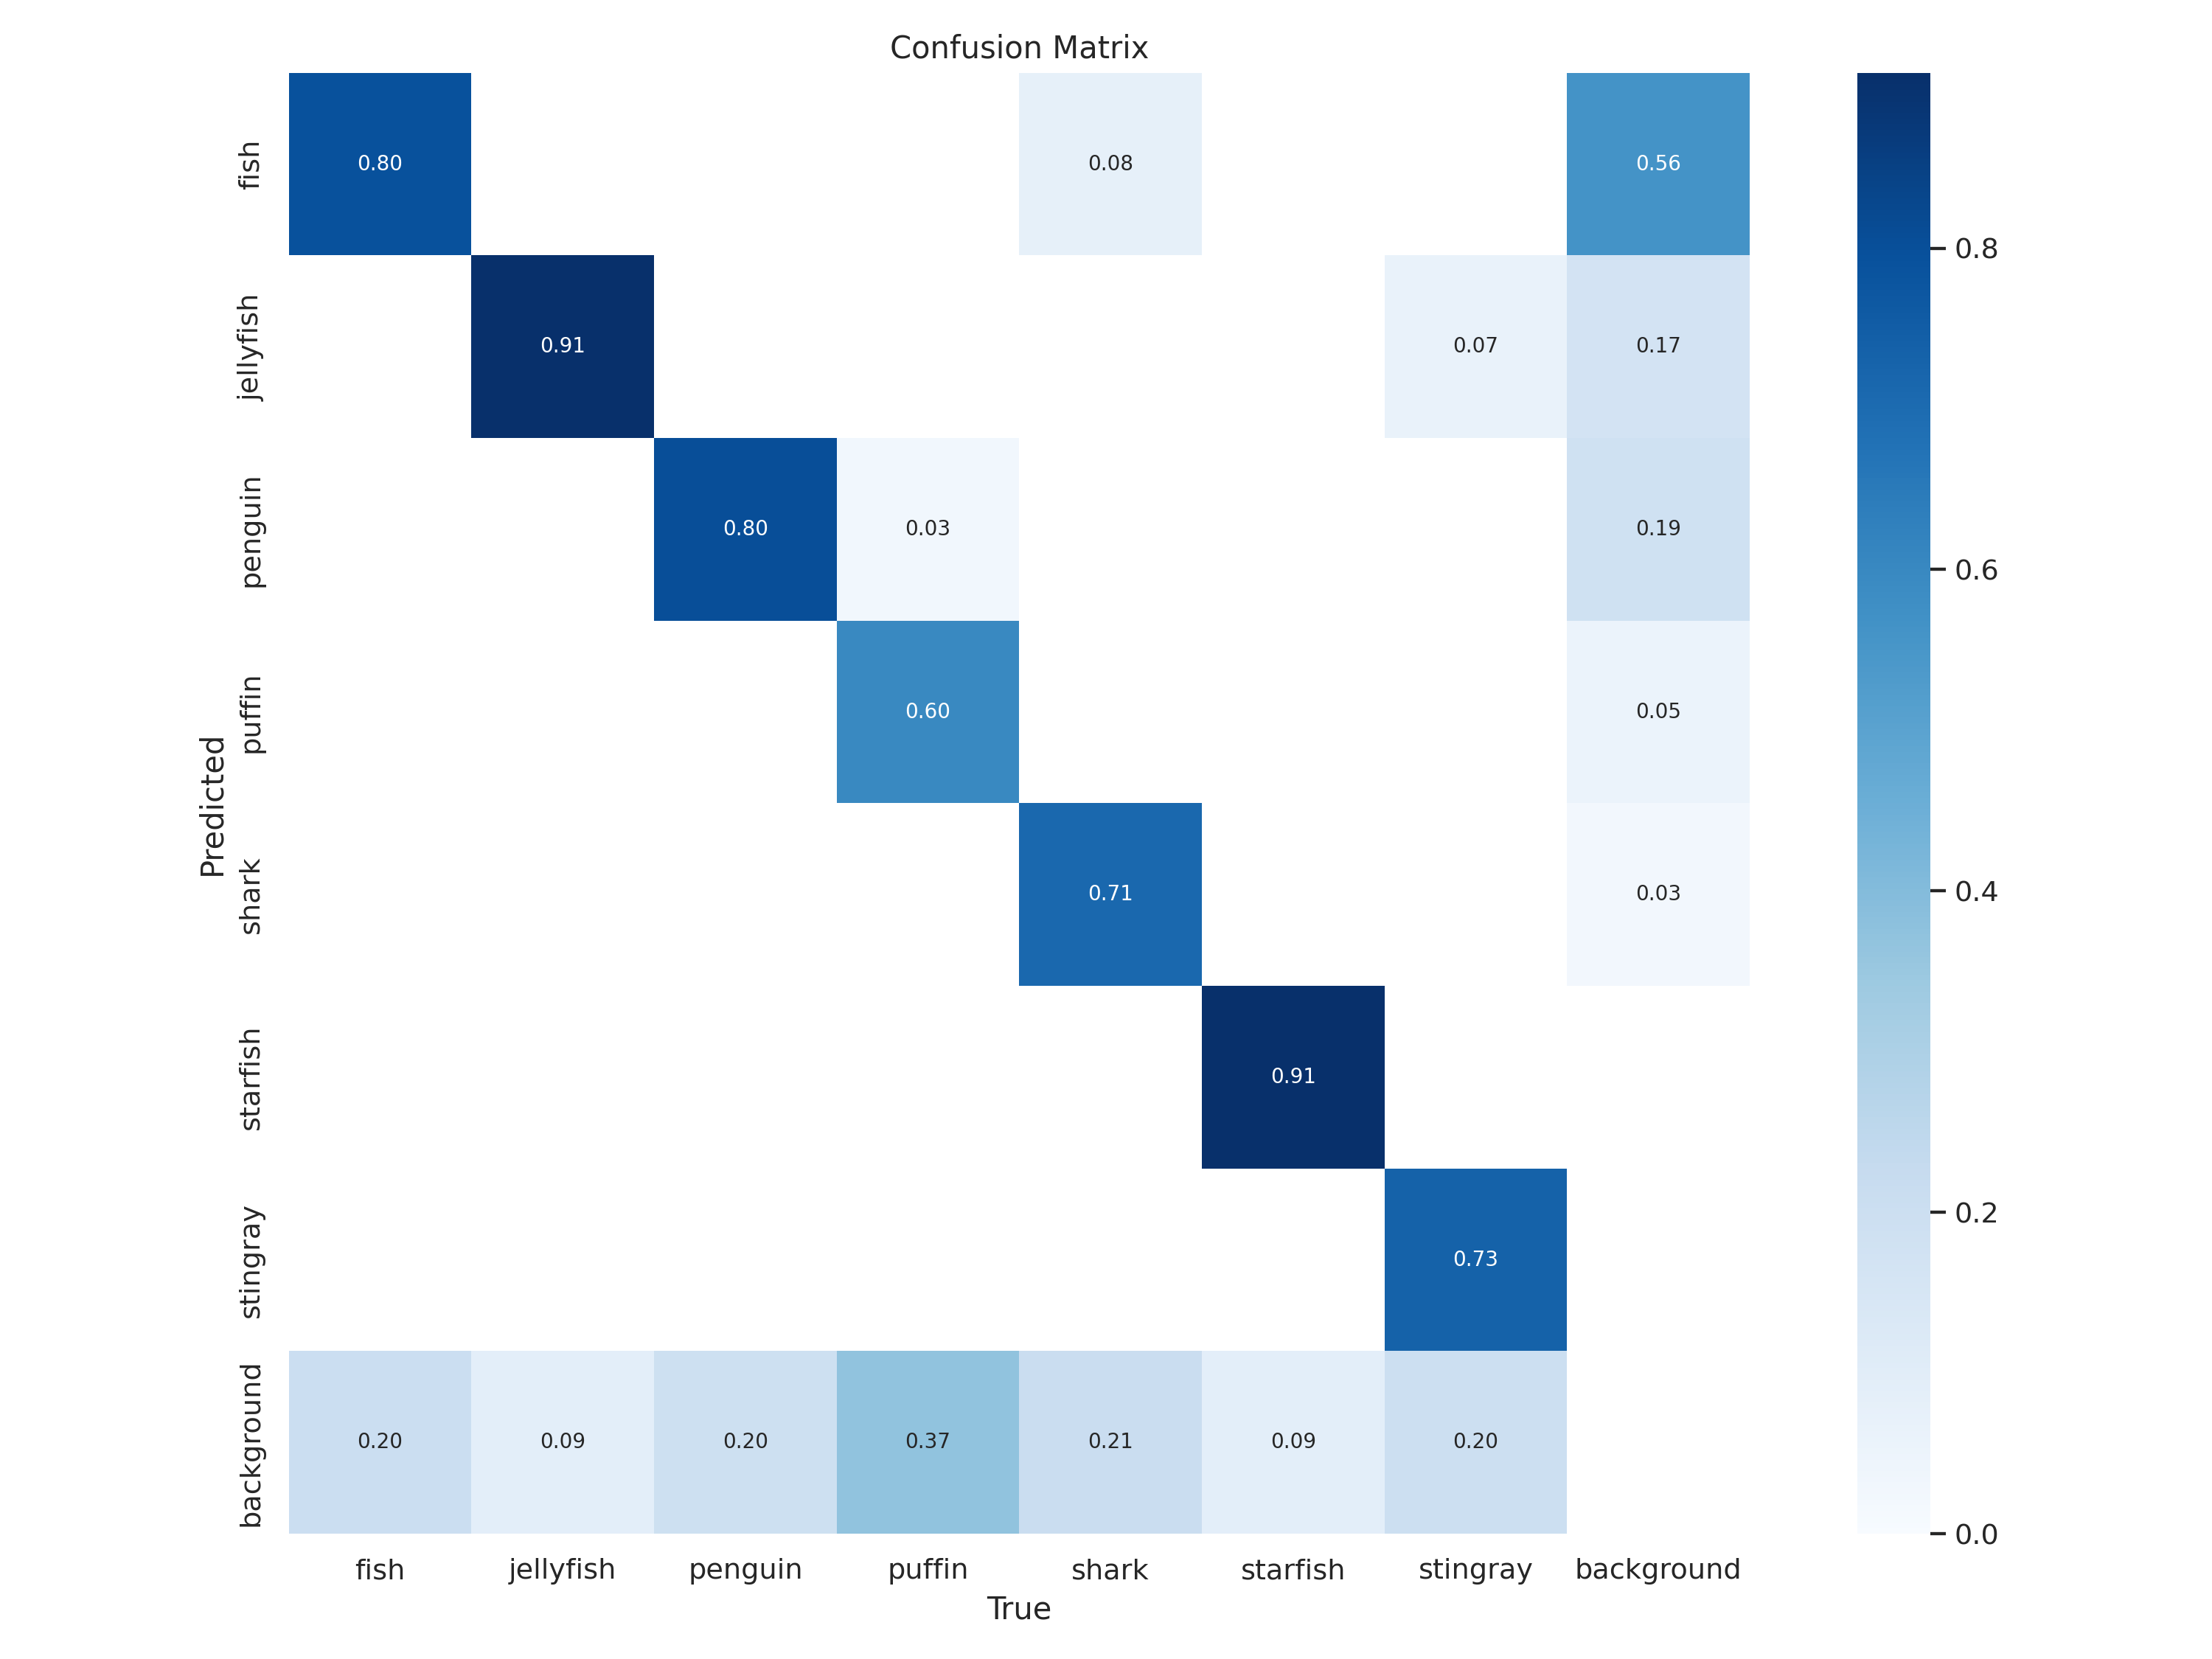 Confusion Matrix
fish 0.80 0.08 0.56
jellyfish 0.91 0.07 0.17
penguin 0.80 0.03 0.19
puffin 0.60 0.05
shark 0.71 0.03
starfish 0.91
stingray 0.73
background 0.20 0.09 0.20 0.37 0.21 0.09 0.20
Predicted
fish jellyfish penguin puffin shark starfish stingray background
True
0.8
0.6
0.4
0.2
0.0